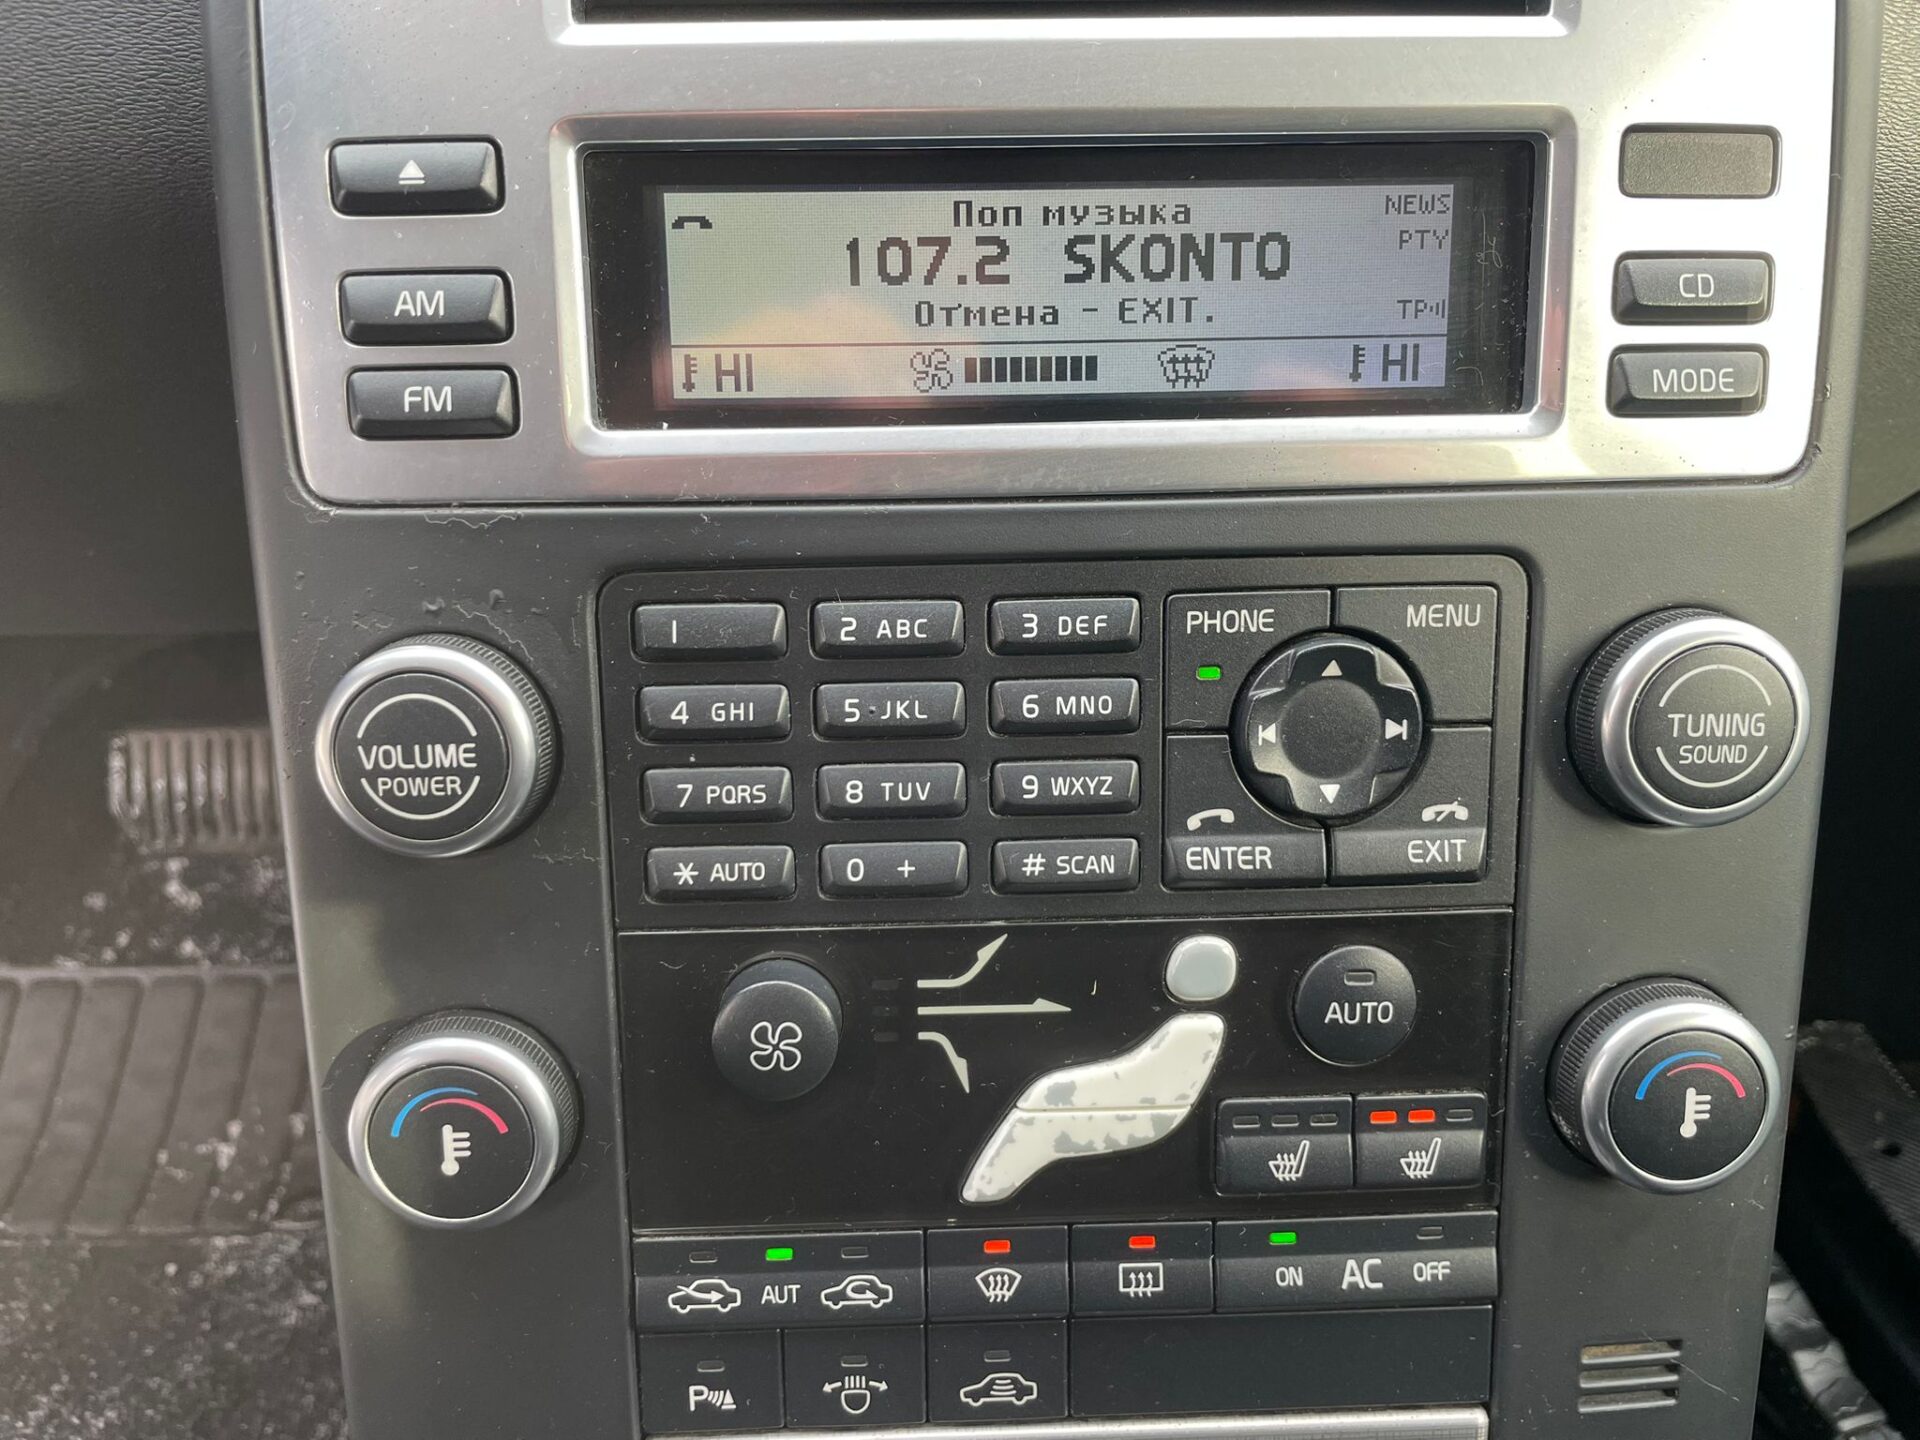 Поп музыка
NEWS
107.2 SKONTO
PTY
Отмена - EXIT.
TP
HI
HI
AM
FM
CD
MODE
1
2 ABC
3 DEF
4 GHI
5 JKL
6 MNO
7 PQRS
8 TUV
9 WXYZ
* AUTO
0 +
# SCAN
PHONE
MENU
ENTER
EXIT
VOLUME
POWER
TUNING
SOUND
AUTO
AUT
ON AC OFF
P